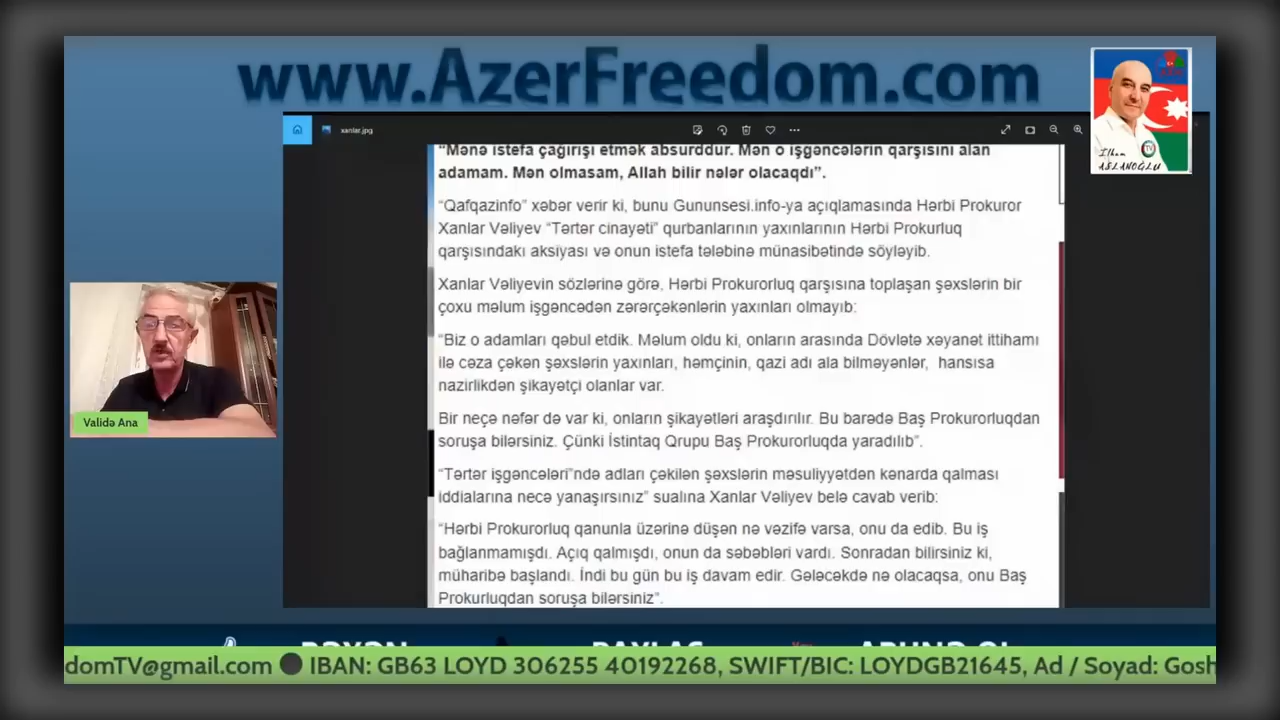 www.AzerFreedom.com
xanlar.jpg
İlham
ASLANOĞLU
TV
“Mənə istefa çağırışı etmək absurddur. Mən o işgəncələrin qarşısını alan
adamam. Mən olmasam, Allah bilir nələr olacaqdı”.
“Qafqazinfo” xəbər verir ki, bunu Gununsesi.info-ya açıqlamasında Hərbi Prokuror
Xanlar Vəliyev “Tərtər cinayəti” qurbanlarının yaxınlarının Hərbi Prokurluq
qarşısındakı aksiyası və onun istefa tələbinə münasibətində söyləyib.
Xanlar Vəliyevin sözlərinə görə, Hərbi Prokurorluq qarşısına toplaşan şəxslərin bir
çoxu məlum işgəncədən zərərçəkənlərin yaxınları olmayıb:
“Biz o adamları qəbul etdik. Məlum oldu ki, onların arasında Dövlətə xəyanət ittihamı
ilə cəza çəkən şəxslərin yaxınları, həmçinin, qazi adı ala bilməyənlər, hansısa
nazirlikdən şikayətçi olanlar var.
Bir neçə nəfər də var ki, onların şikayətləri araşdırılır. Bu barədə Baş Prokurorluqdan
soruşa bilərsiniz. Çünki İstintaq Qrupu Baş Prokurorluqda yaradılıb”.
“Tərtər işgəncələri”ndə adları çəkilən şəxslərin məsuliyyətdən kənarda qalması
iddialarına necə yanaşırsınız” sualına Xanlar Vəliyev belə cavab verib:
“Hərbi Prokurorluq qanunla üzərinə düşən nə vəzifə varsa, onu da edib. Bu iş
bağlanmamışdı. Açıq qalmışdı, onun da səbəbləri vardı. Sonradan bilirsiniz ki,
müharibə başlandı. İndi bu gün bu iş davam edir. Gələcəkdə nə olacaqsa, onu Baş
Prokurluqdan soruşa bilərsiniz”.
Validə Ana
BƏYƏN PAYLAŞ ABUNƏ OL
domTV@gmail.com ● IBAN: GB63 LOYD 306255 40192268, SWIFT/BIC: LOYDGB21645, Ad / Soyad: Gosh